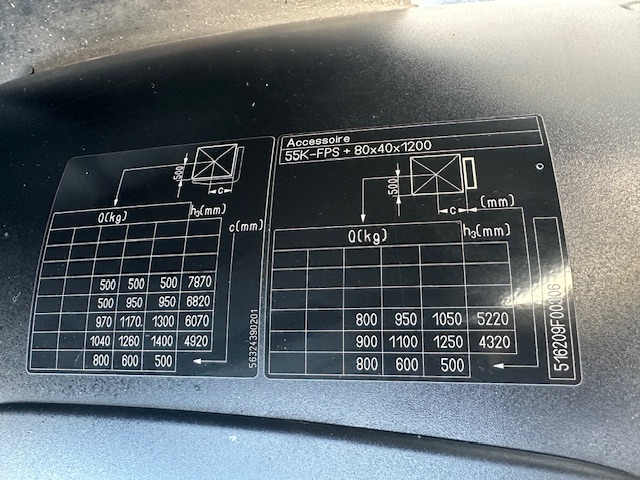 500
c
Q(kg) h₃(mm) c(mm)
500 500 500 7870
500 950 950 6820
970 1170 1300 6070
1040 1260 1400 4920
800 600 500
56324390201
Accessoire
55K-FPS + 80x40x1200
500
c (mm)
Q(kg) h₃(mm)
800 950 1050 5220
900 1100 1250 4320
800 600 500